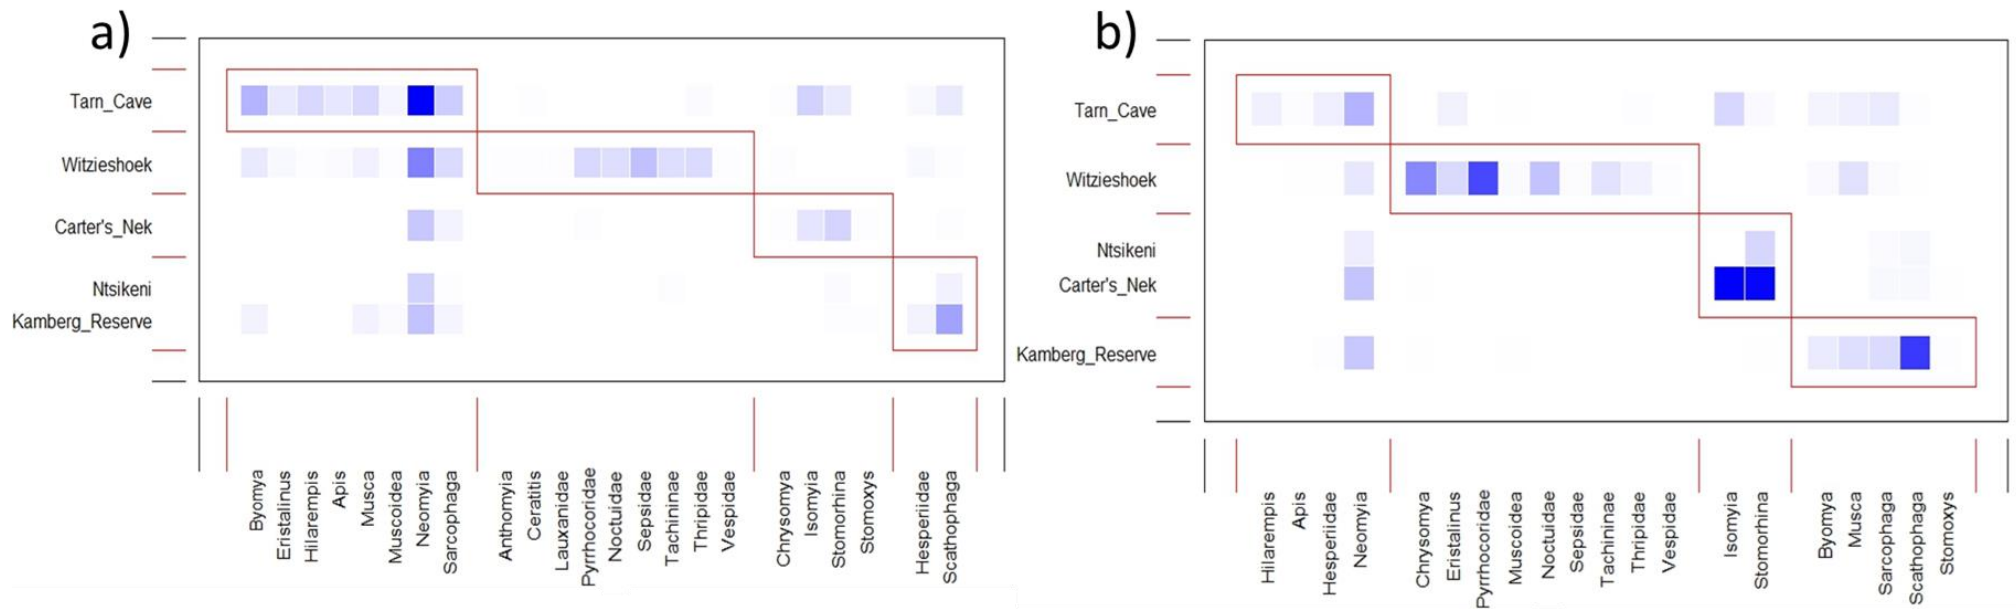 a)
Tarn_Cave
Witzieshoek
Carter's_Nek
Ntsikeni
Kamberg_Reserve
Byomya
Eristalinus
Hilarempis
Apis
Musca
Muscoidea
Neomyia
Sarcophaga
Anthomyia
Ceratitis
Lauxanidae
Pyrrhocoridae
Noctuidae
Sepsidae
Tachininae
Thripidae
Vespidae
Chrysomya
Isomyia
Stomorhina
Stomoxys
Hesperiidae
Scathophaga
b)
Tarn_Cave
Witzieshoek
Ntsikeni
Carter's_Nek
Kamberg_Reserve
Hilarempis
Apis
Hesperiidae
Neomyia
Chrysomya
Eristalinus
Pyrrhocoridae
Muscoidea
Noctuidae
Sepsidae
Tachininae
Thripidae
Vespidae
Isomyia
Stomorhina
Byomya
Musca
Sarcophaga
Scathophaga
Stomoxys